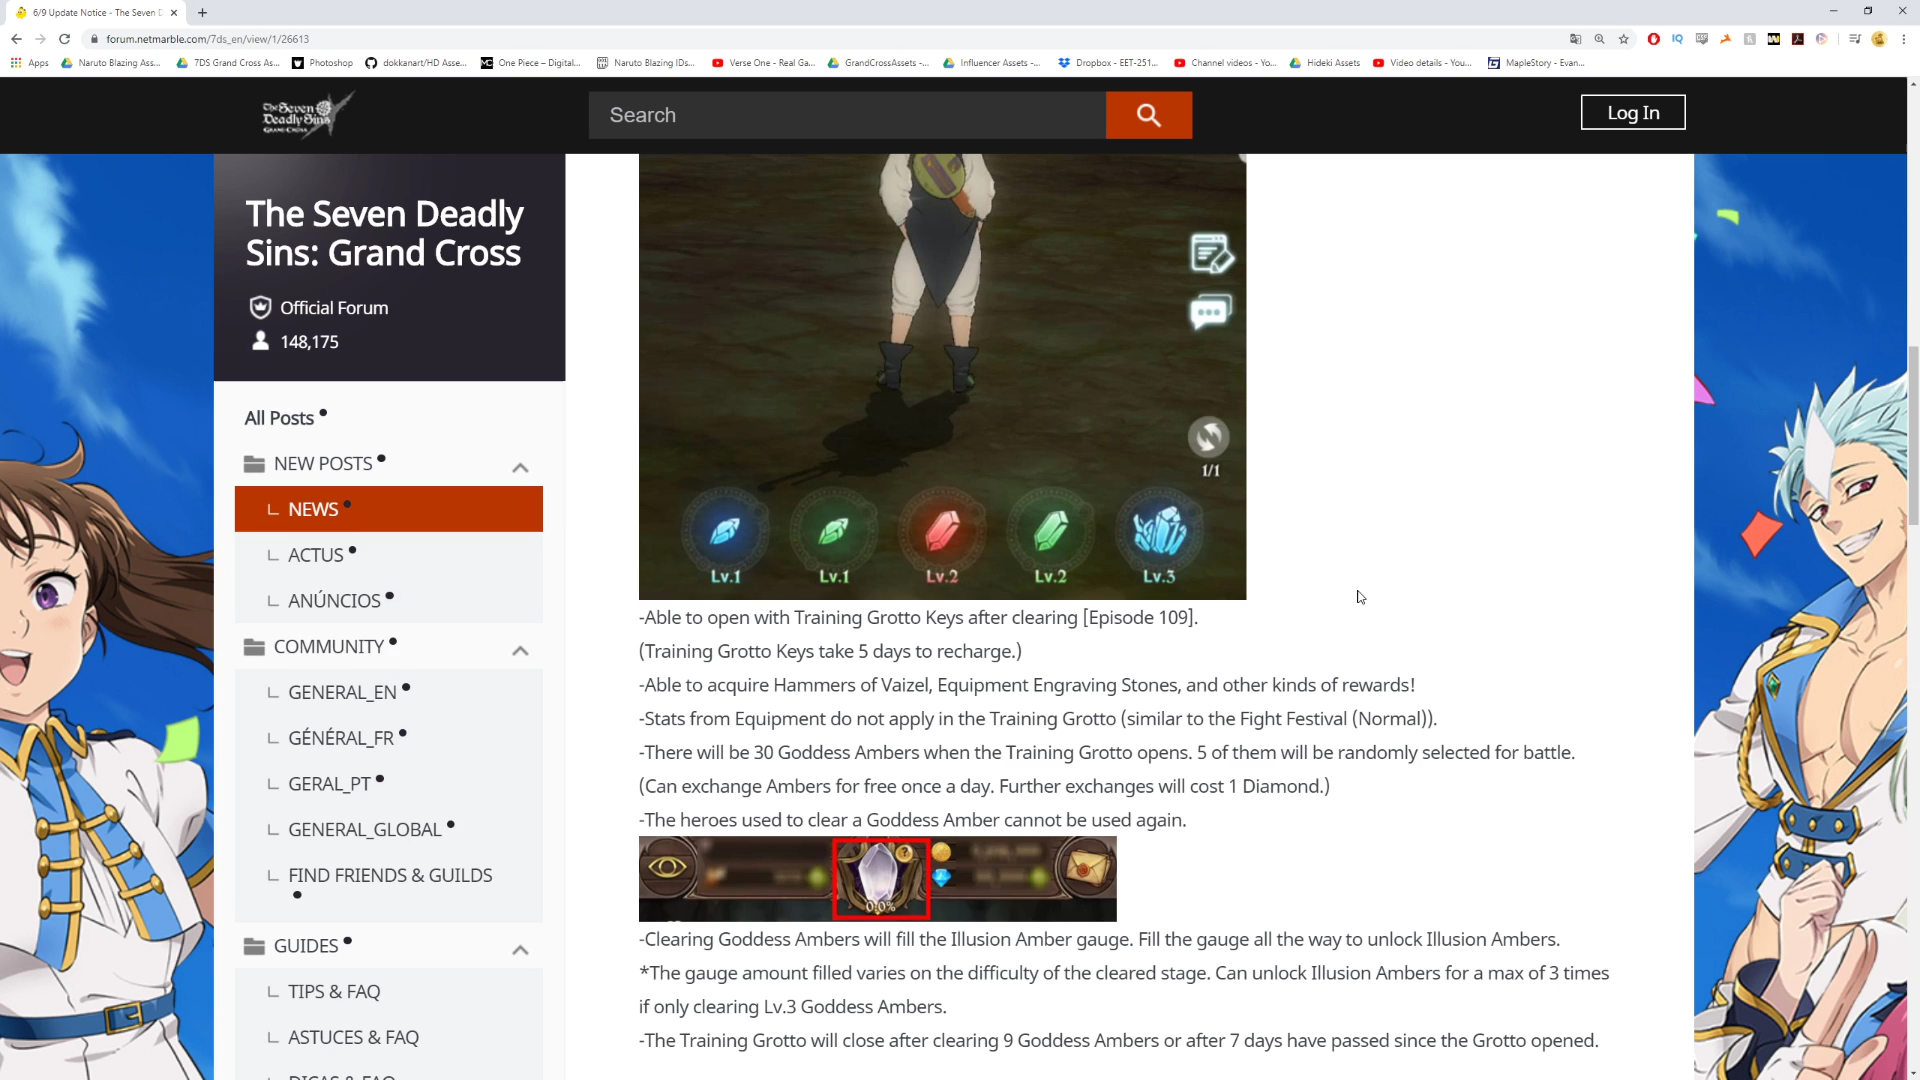 6/9 Update Notice - The Seven D
forum.netmarble.com/7ds_en/view/1/26613
Apps
Naruto Blazing Ass...
7DS Grand Cross As...
Photoshop
dokkanart/HD Asse...
One Piece – Digital...
Naruto Blazing IDs...
Verse One - Real Ga...
GrandCrossAssets -...
Influencer Assets -...
Dropbox - EET-251...
Channel videos - Yo...
Hideki Assets
Video details - You...
MapleStory - Evan...
The Seven
Deadly Sins
GRAND CROSS
Search
Log In
The Seven Deadly
Sins: Grand Cross
Official Forum
148,175
All Posts
NEW POSTS
NEWS
ACTUS
ANÚNCIOS
COMMUNITY
GENERAL_EN
GÉNÉRAL_FR
GERAL_PT
GENERAL_GLOBAL
FIND FRIENDS & GUILDS
GUIDES
TIPS & FAQ
ASTUCES & FAQ
DICAS & FAQ
1/1
Lv.1
Lv.1
Lv.2
Lv.2
Lv.3
-Able to open with Training Grotto Keys after clearing [Episode 109].
(Training Grotto Keys take 5 days to recharge.)
-Able to acquire Hammers of Vaizel, Equipment Engraving Stones, and other kinds of rewards!
-Stats from Equipment do not apply in the Training Grotto (similar to the Fight Festival (Normal)).
-There will be 30 Goddess Ambers when the Training Grotto opens. 5 of them will be randomly selected for battle.
(Can exchange Ambers for free once a day. Further exchanges will cost 1 Diamond.)
-The heroes used to clear a Goddess Amber cannot be used again.
?
0.0%
-Clearing Goddess Ambers will fill the Illusion Amber gauge. Fill the gauge all the way to unlock Illusion Ambers.
*The gauge amount filled varies on the difficulty of the cleared stage. Can unlock Illusion Ambers for a max of 3 times
if only clearing Lv.3 Goddess Ambers.
-The Training Grotto will close after clearing 9 Goddess Ambers or after 7 days have passed since the Grotto opened.